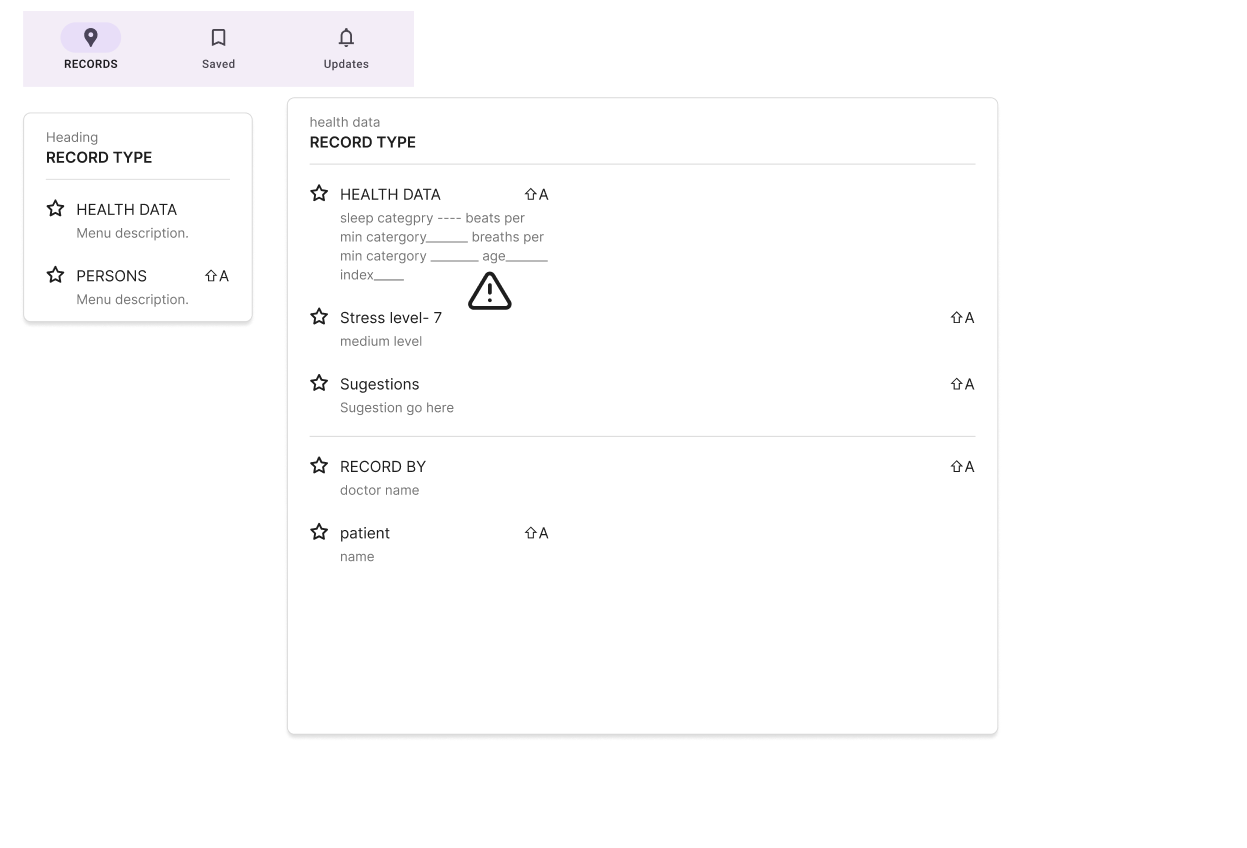 RECORDS Saved Updates
Heading
RECORD TYPE
HEALTH DATA
Menu description.
PERSONS ⇧A
Menu description.
health data
RECORD TYPE
HEALTH DATA ⇧A
sleep categpry ---- beats per
min catergory______ breaths per
min catergory _______ age______
index____
Stress level- 7 ⇧A
medium level
Sugestions ⇧A
Sugestion go here
RECORD BY ⇧A
doctor name
patient ⇧A
name